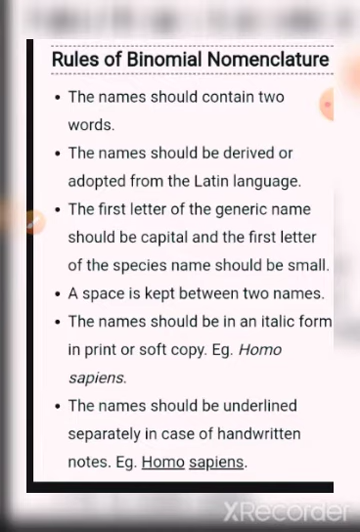 Rules of Binomial Nomenclature
• The names should contain two
words.
• The names should be derived or
adopted from the Latin language.
• The first letter of the generic name
should be capital and the first letter
of the species name should be small.
• A space is kept between two names.
• The names should be in an italic form
in print or soft copy. Eg. Homo
sapiens.
• The names should be underlined
separately in case of handwritten
notes. Eg. Homo sapiens.
XRecorder